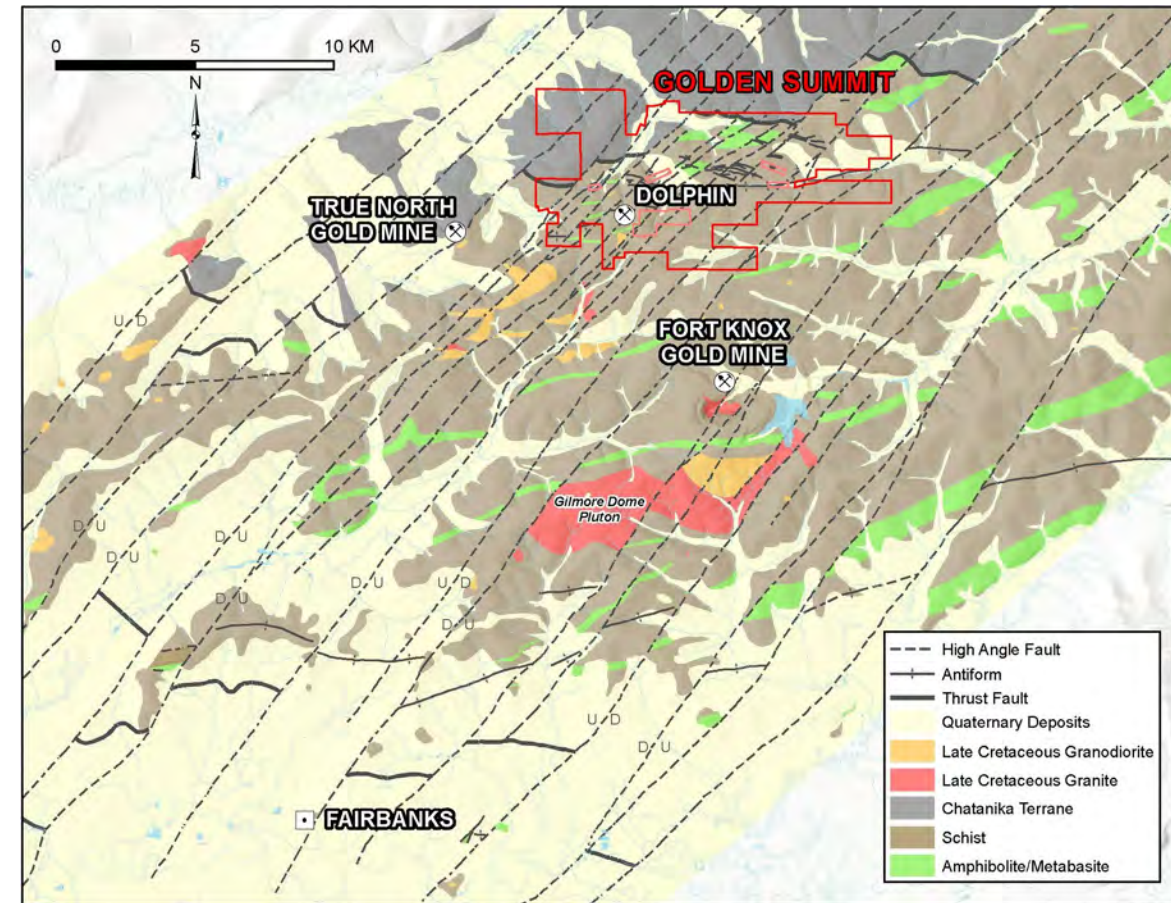 0 5 10 KM
N
GOLDEN SUMMIT
DOLPHIN
TRUE NORTH
GOLD MINE
U D
FORT KNOX
GOLD MINE
Gilmore Dome
Pluton
D U
D U
D U
D U
U D
D U
D U
U D
D U
FAIRBANKS
High Angle Fault
Antiform
Thrust Fault
Quaternary Deposits
Late Cretaceous Granodiorite
Late Cretaceous Granite
Chatanika Terrane
Schist
Amphibolite/Metabasite